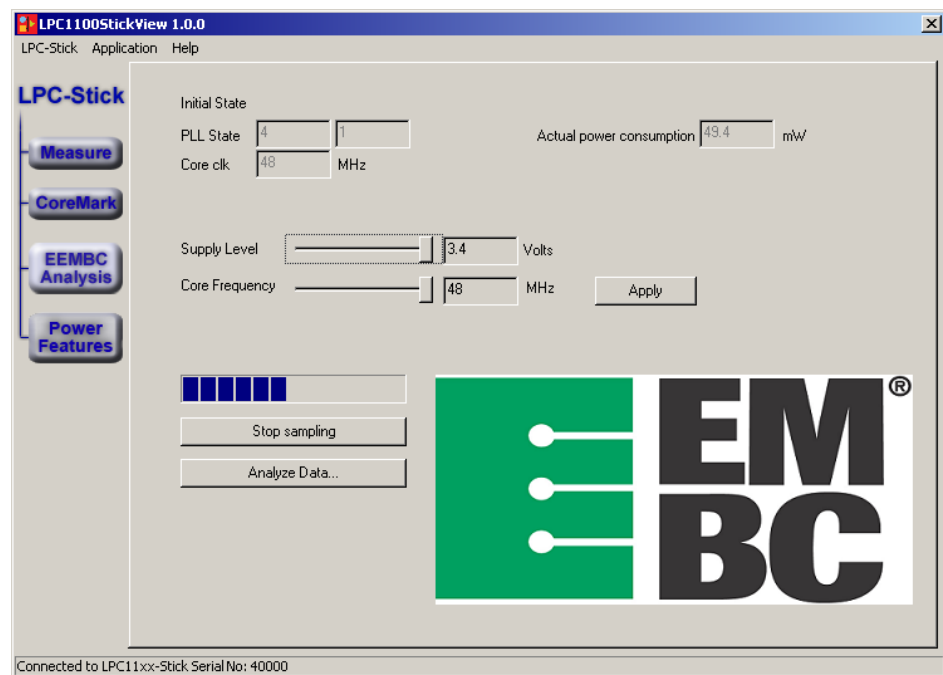 LPC1100StickView 1.0.0
LPC-Stick Application Help
LPC-Stick
Measure
CoreMark
EEMBC
Analysis
Power
Features
Initial State
PLL State 4 1
Actual power consumption 49.4 mW
Core clk 48 MHz
Supply Level 3.4 Volts
Core Frequency 48 MHz Apply
Stop sampling
Analyze Data...
EEM®
BC
Connected to LPC11xx-Stick Serial No: 40000